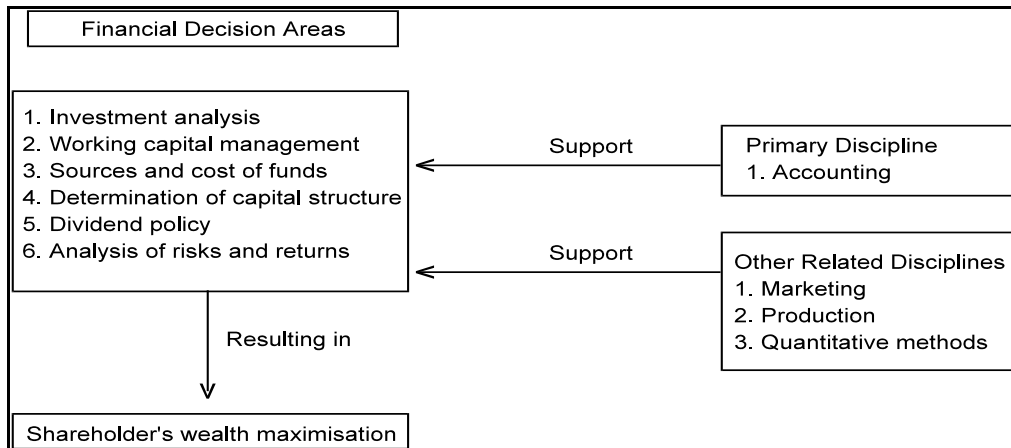 Financial Decision Areas
1. Investment analysis
2. Working capital management
3. Sources and cost of funds
4. Determination of capital structure
5. Dividend policy
6. Analysis of risks and returns
Support
Primary Discipline
1. Accounting
Support
Other Related Disciplines
1. Marketing
2. Production
3. Quantitative methods
Resulting in
Shareholder's wealth maximisation